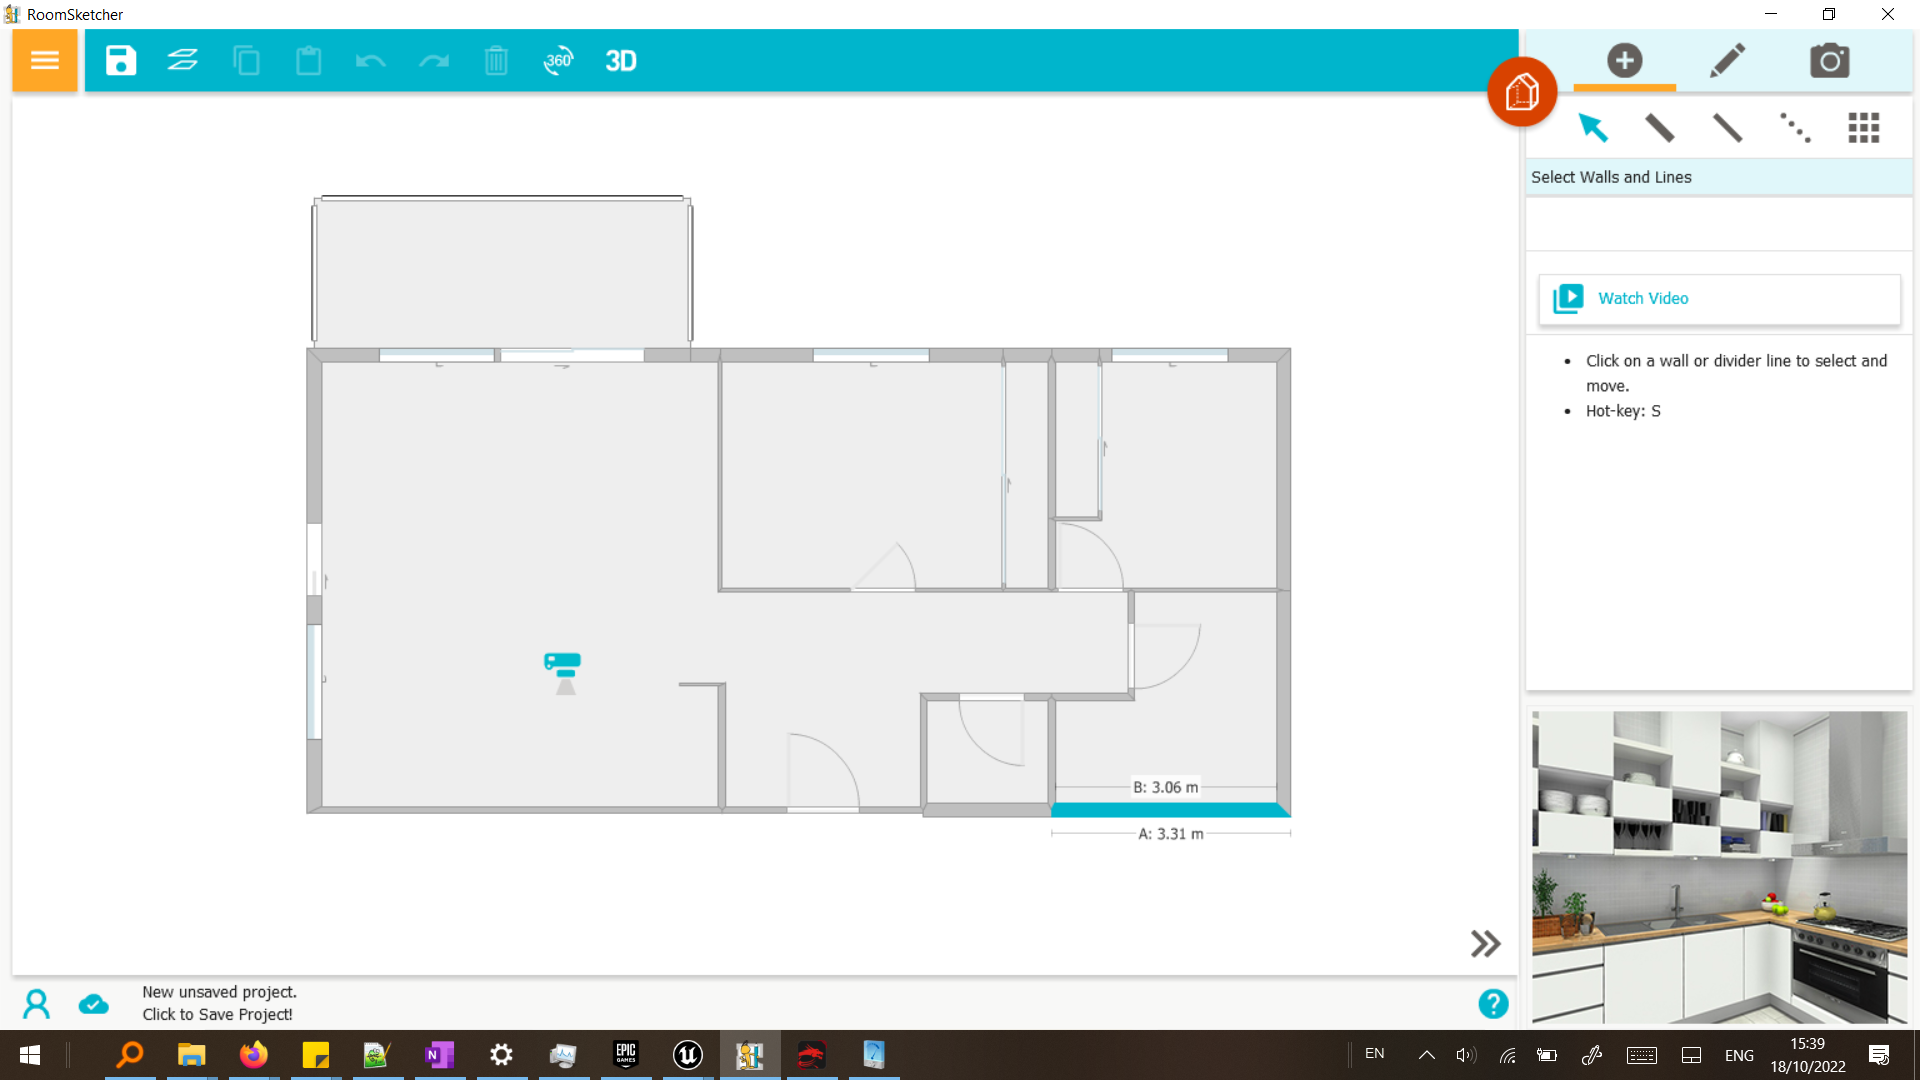 RoomSketcher
360
3D
Select Walls and Lines
Watch Video
Click on a wall or divider line to select and
move.
Hot-key: S
B: 3.06 m
A: 3.31 m
New unsaved project.
Click to Save Project!
?
N
EPIC
GAMES
EN
ENG
15:39
18/10/2022